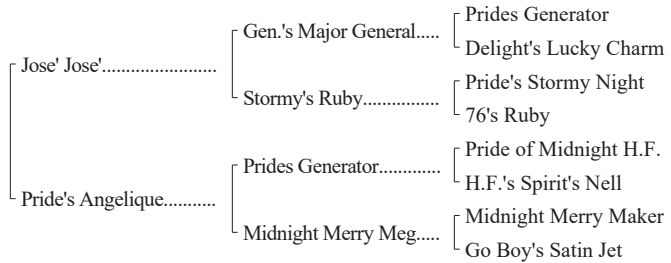 Prides Generator
Gen.'s Major General.....
Delight's Lucky Charm
Jose' Jose'.......................
Pride's Stormy Night
Stormy's Ruby................
76's Ruby
Pride of Midnight H.F.
Prides Generator.............
H.F.'s Spirit's Nell
Pride's Angelique...........
Midnight Merry Maker
Midnight Merry Meg.....
Go Boy's Satin Jet